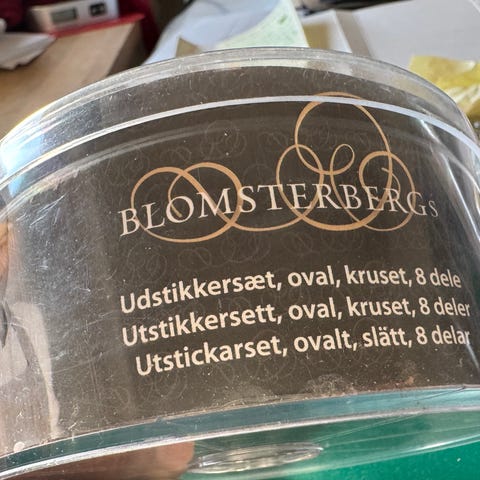 BLOMSTERBERGS
Udstikkersæt, oval, kruset, 8 dele
Utstikkersett, oval, kruset, 8 deler
Utstickarset, ovalt, slätt, 8 delar